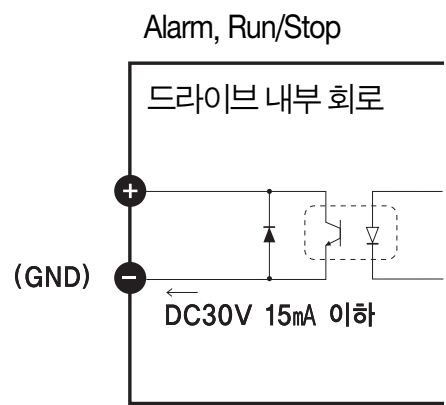 Alarm, Run/Stop
드라이브 내부 회로
+
(GND) −
DC30V 15㎃ 이하